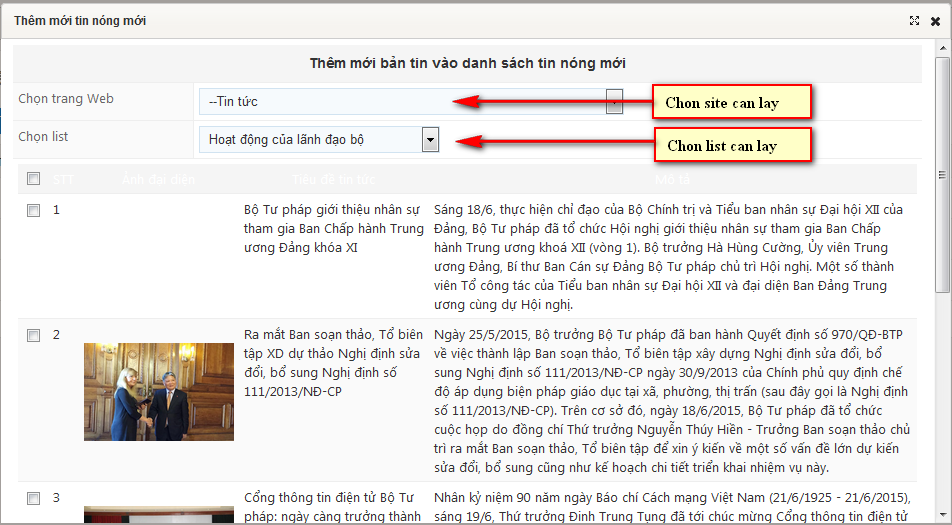 Thêm mới tin nóng mới
Thêm mới bản tin vào danh sách tin nóng mới
Chọn trang Web
--Tin tức
Chon site can lay
Chọn list
Hoạt động của lãnh đạo bộ
Chon list can lay
STT Ảnh đại diện Tiêu đề tin tức Mô tả
1
Bộ Tư pháp giới thiệu nhân sự
tham gia Ban Chấp hành Trung
ương Đảng khóa XI
Sáng 18/6, thực hiện chỉ đạo của Bộ Chính trị và Tiểu ban nhân sự Đại hội XII của
Đảng, Bộ Tư pháp đã tổ chức Hội nghị giới thiệu nhân sự tham gia Ban Chấp
hành Trung ương khoá XII (vòng 1). Bộ trưởng Hà Hùng Cường, Ủy viên Trung
ương Đảng, Bí thư Ban Cán sự Đảng Bộ Tư pháp chủ trì Hội nghị. Một số thành
viên Tổ công tác của Tiểu ban nhân sự Đại hội XII và đại diện Ban Đảng Trung
ương cùng dự Hội nghị.
2
Ra mắt Ban soạn thảo, Tổ biên
tập XD dự thảo Nghị định sửa
đổi, bổ sung Nghị định số
111/2013/NĐ-CP
Ngày 25/5/2015, Bộ trưởng Bộ Tư pháp đã ban hành Quyết định số 970/QĐ-BTP
về việc thành lập Ban soạn thảo, Tổ biên tập xây dựng Nghị định sửa đổi, bổ
sung Nghị định số 111/2013/NĐ-CP ngày 30/9/2013 của Chính phủ quy định chế
độ áp dụng biện pháp giáo dục tại xã, phường, thị trấn (sau đây gọi là Nghị định
số 111/2013/NĐ-CP). Trên cơ sở đó, ngày 18/6/2015, Bộ Tư pháp đã tổ chức
cuộc họp do đồng chí Thứ trưởng Nguyễn Thúy Hiền - Trưởng Ban soạn thảo chủ
trì ra mắt Ban soạn thảo, Tổ biên tập để xin ý kiến về một số vấn đề lớn dự kiến
sửa đổi, bổ sung cũng như kế hoạch chi tiết triển khai nhiệm vụ này.
3
Cổng thông tin điện tử Bộ Tư
pháp: ngày càng trưởng thành
Nhân kỷ niệm 90 năm ngày Báo chí Cách mạng Việt Nam (21/6/1925 - 21/6/2015),
sáng 19/6, Thứ trưởng Đinh Trung Tụng đã tới chúc mừng Cổng thông tin điện tử